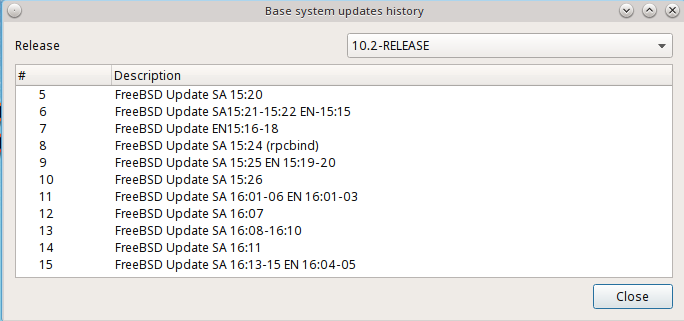 Base system updates history
Release 10.2-RELEASE
# Description
5 FreeBSD Update SA 15:20
6 FreeBSD Update SA15:21-15:22 EN-15:15
7 FreeBSD Update EN15:16-18
8 FreeBSD Update SA 15:24 (rpcbind)
9 FreeBSD Update SA 15:25 EN 15:19-20
10 FreeBSD Update SA 15:26
11 FreeBSD Update SA 16:01-06 EN 16:01-03
12 FreeBSD Update SA 16:07
13 FreeBSD Update SA 16:08-16:10
14 FreeBSD Update SA 16:11
15 FreeBSD Update SA 16:13-15 EN 16:04-05
Close